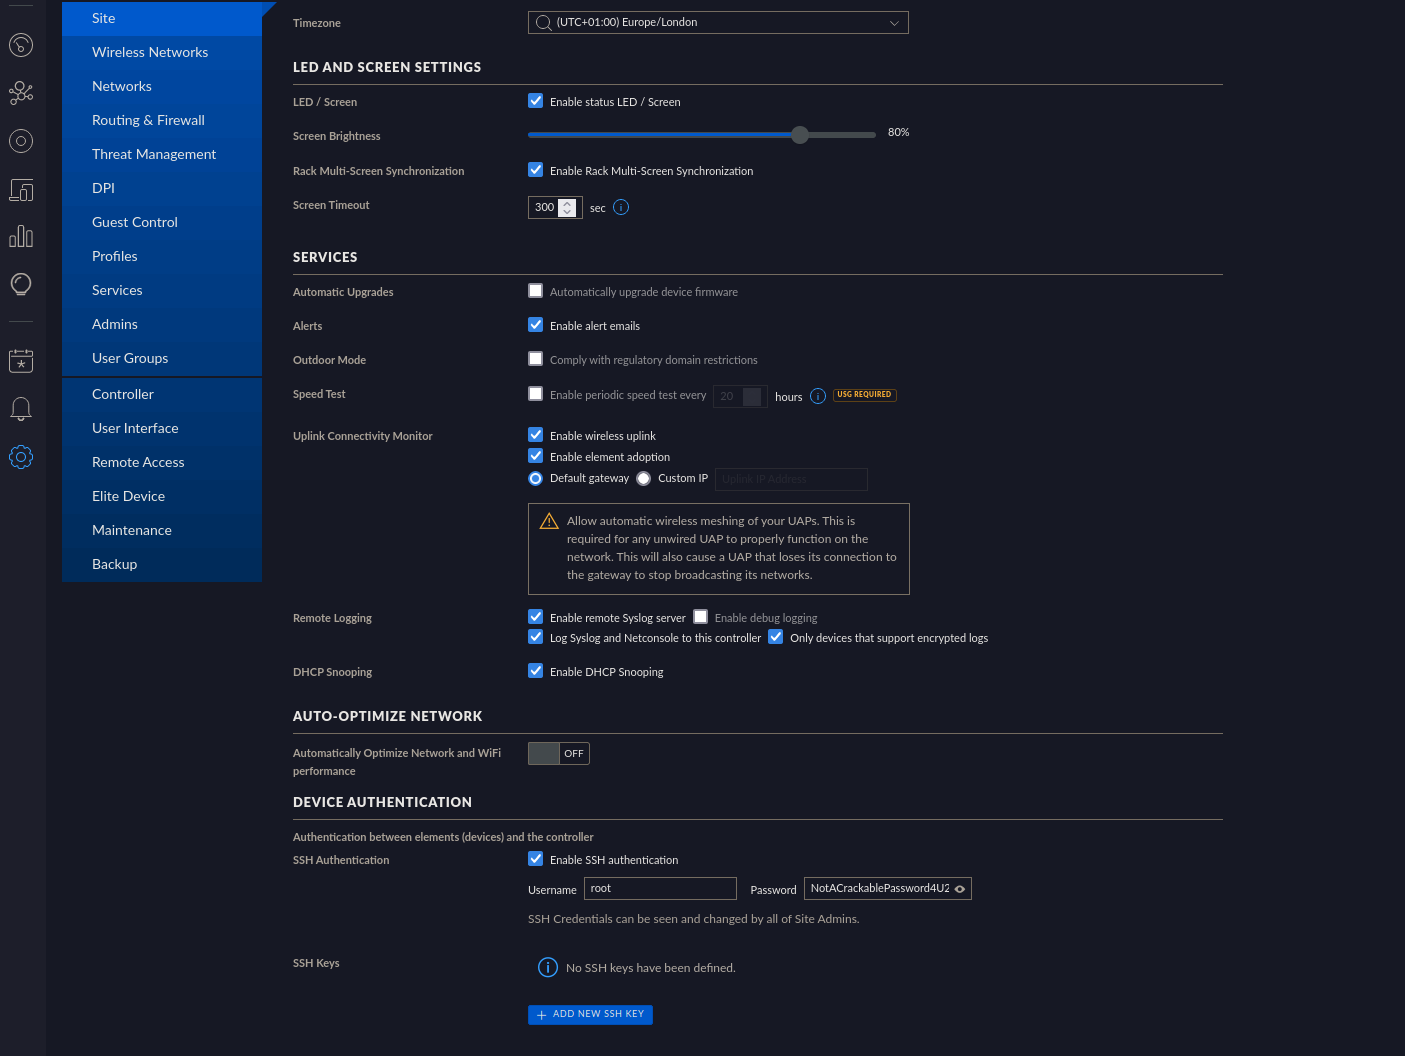 Site
Wireless Networks
Networks
Routing & Firewall
Threat Management
DPI
Guest Control
Profiles
Services
Admins
User Groups
Controller
User Interface
Remote Access
Elite Device
Maintenance
Backup
Timezone (UTC+01:00) Europe/London
LED AND SCREEN SETTINGS
LED / Screen Enable status LED / Screen
Screen Brightness 80%
Rack Multi-Screen Synchronization Enable Rack Multi-Screen Synchronization
Screen Timeout 300 sec
SERVICES
Automatic Upgrades Automatically upgrade device firmware
Alerts Enable alert emails
Outdoor Mode Comply with regulatory domain restrictions
Speed Test Enable periodic speed test every 20 hours USG REQUIRED
Uplink Connectivity Monitor Enable wireless uplink
Enable element adoption
Default gateway Custom IP Uplink IP Address
Allow automatic wireless meshing of your UAPs. This is
required for any unwired UAP to properly function on the
network. This will also cause a UAP that loses its connection to
the gateway to stop broadcasting its networks.
Remote Logging Enable remote Syslog server Enable debug logging
Log Syslog and Netconsole to this controller Only devices that support encrypted logs
DHCP Snooping Enable DHCP Snooping
AUTO-OPTIMIZE NETWORK
Automatically Optimize Network and WiFi OFF
performance
DEVICE AUTHENTICATION
Authentication between elements (devices) and the controller
SSH Authentication Enable SSH authentication
Username root Password NotACrackablePassword4U2
SSH Credentials can be seen and changed by all of Site Admins.
SSH Keys No SSH keys have been defined.
ADD NEW SSH KEY